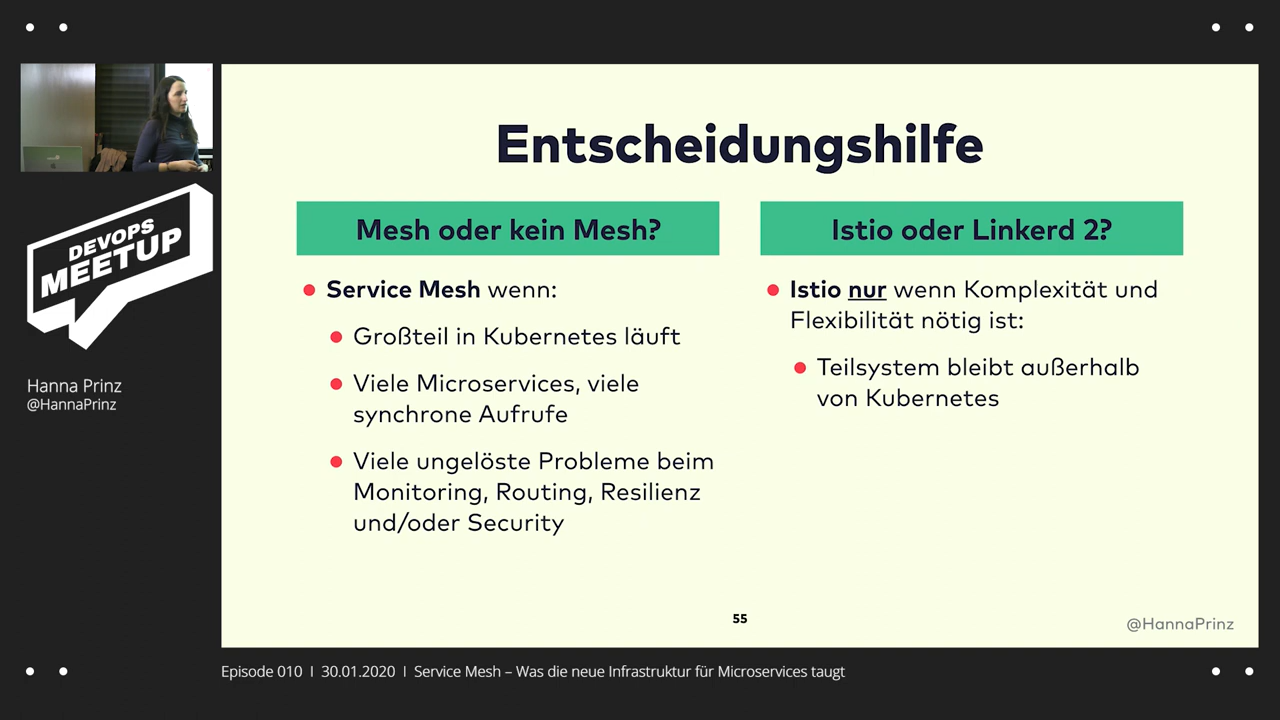 DEVOPS
MEETUP
Hanna Prinz
@HannaPrinz
Entscheidungshilfe
Mesh oder kein Mesh?
Service Mesh wenn:
Großteil in Kubernetes läuft
Viele Microservices, viele
synchrone Aufrufe
Viele ungelöste Probleme beim
Monitoring, Routing, Resilienz
und/oder Security
Istio oder Linkerd 2?
Istio nur wenn Komplexität und
Flexibilität nötig ist:
Teilsystem bleibt außerhalb
von Kubernetes
55
@HannaPrinz
Episode 010 I 30.01.2020 I Service Mesh – Was die neue Infrastruktur für Microservices taugt